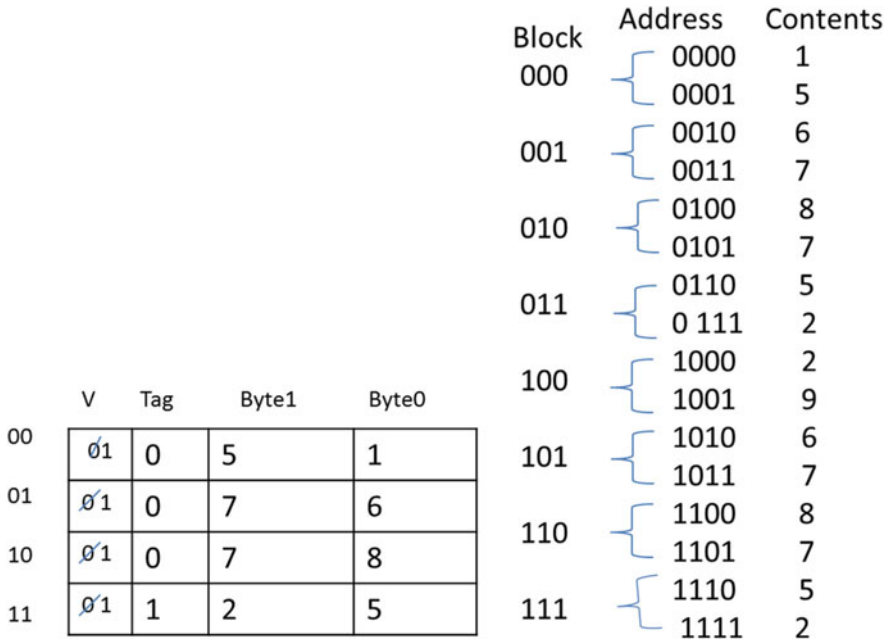 Block Address Contents
000 0000 1
0001 5
001 0010 6
0011 7
010 0100 8
0101 7
011 0110 5
0 111 2
100 1000 2
1001 9
101 1010 6
1011 7
110 1100 8
1101 7
111 1110 5
1111 2
V Tag Byte1 Byte0
00 01 0 5 1
01 01 0 7 6
10 01 0 7 8
11 01 1 2 5